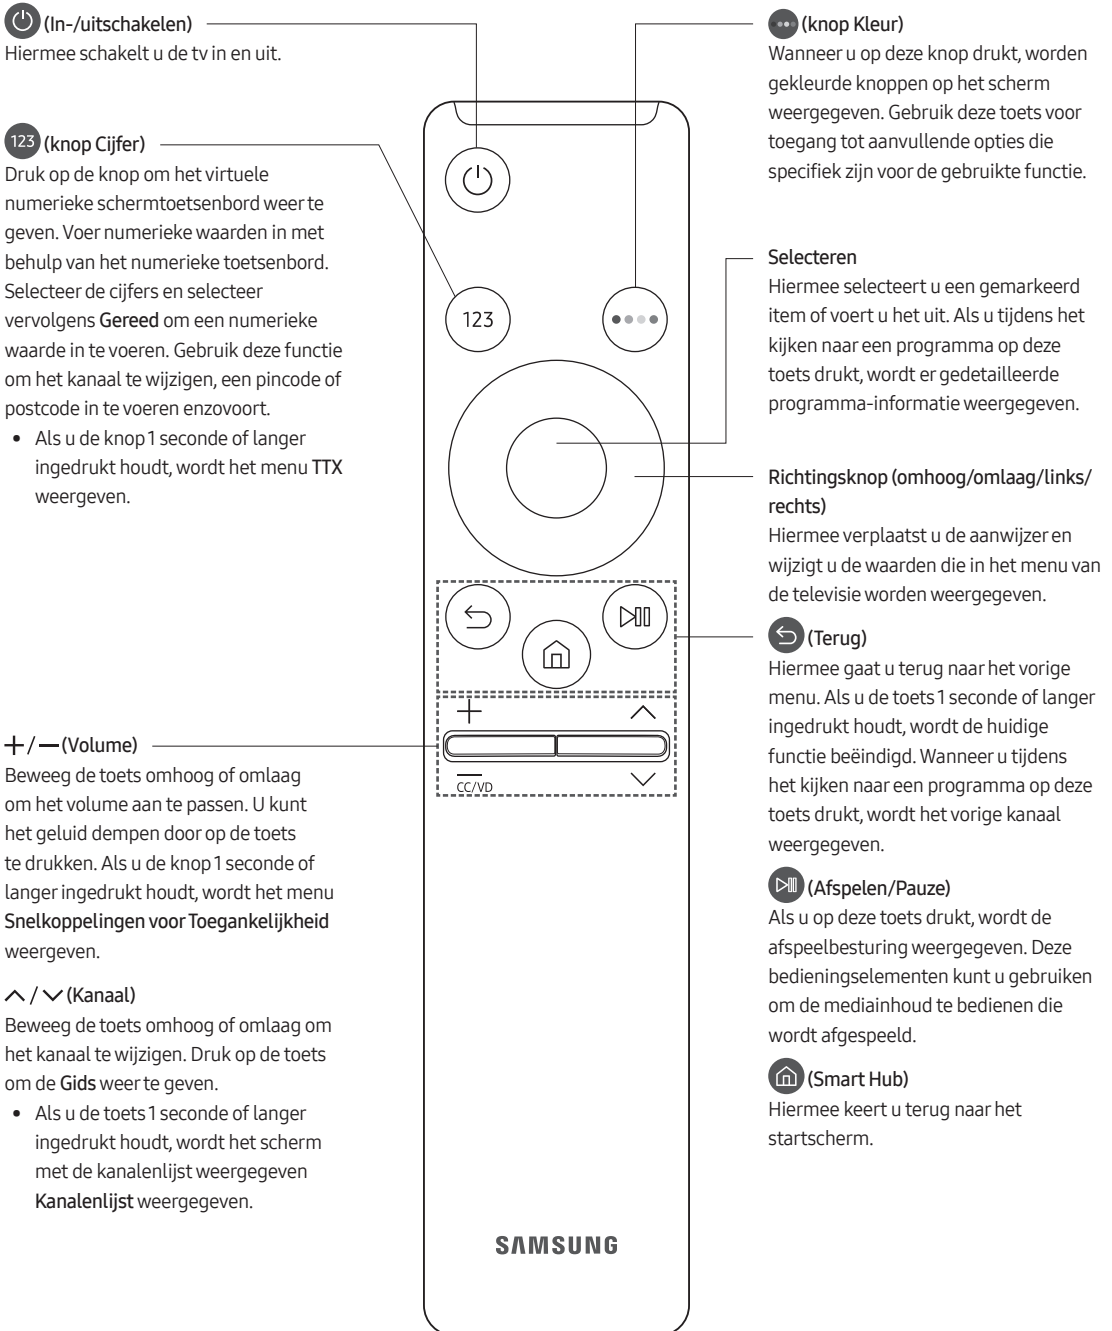 (In-/uitschakelen)
Hiermee schakelt u de tv in en uit.
123 (knop Cijfer)
Druk op de knop om het virtuele
numerieke schermtoetsenbord weer te
geven. Voer numerieke waarden in met
behulp van het numerieke toetsenbord.
Selecteer de cijfers en selecteer
vervolgens Gereed om een numerieke
waarde in te voeren. Gebruik deze functie
om het kanaal te wijzigen, een pincode of
postcode in te voeren enzovoort.
• Als u de knop 1 seconde of langer
ingedrukt houdt, wordt het menu TTX
weergeven.
+ / — (Volume)
Beweeg de toets omhoog of omlaag
om het volume aan te passen. U kunt
het geluid dempen door op de toets
te drukken. Als u de knop 1 seconde of
langer ingedrukt houdt, wordt het menu
Snelkoppelingen voor Toegankelijkheid
weergeven.
/ (Kanaal)
Beweeg de toets omhoog of omlaag om
het kanaal te wijzigen. Druk op de toets
om de Gids weer te geven.
• Als u de toets 1 seconde of langer
ingedrukt houdt, wordt het scherm
met de kanalenlijst weergegeven
Kanalenlijst weergegeven.
123
CC/VD
SAMSUNG
(knop Kleur)
Wanneer u op deze knop drukt, worden
gekleurde knoppen op het scherm
weergegeven. Gebruik deze toets voor
toegang tot aanvullende opties die
specifiek zijn voor de gebruikte functie.
Selecteren
Hiermee selecteert u een gemarkeerd
item of voert u het uit. Als u tijdens het
kijken naar een programma op deze
toets drukt, wordt er gedetailleerde
programma-informatie weergegeven.
Richtingsknop (omhoog/omlaag/links/
rechts)
Hiermee verplaatst u de aanwijzer en
wijzigt u de waarden die in het menu van
de televisie worden weergegeven.
(Terug)
Hiermee gaat u terug naar het vorige
menu. Als u de toets 1 seconde of langer
ingedrukt houdt, wordt de huidige
functie beëindigd. Wanneer u tijdens
het kijken naar een programma op deze
toets drukt, wordt het vorige kanaal
weergegeven.
(Afspelen/Pauze)
Als u op deze toets drukt, wordt de
afspeelbesturing weergegeven. Deze
bedieningselementen kunt u gebruiken
om de mediainhoud te bedienen die
wordt afgespeeld.
(Smart Hub)
Hiermee keert u terug naar het
startscherm.